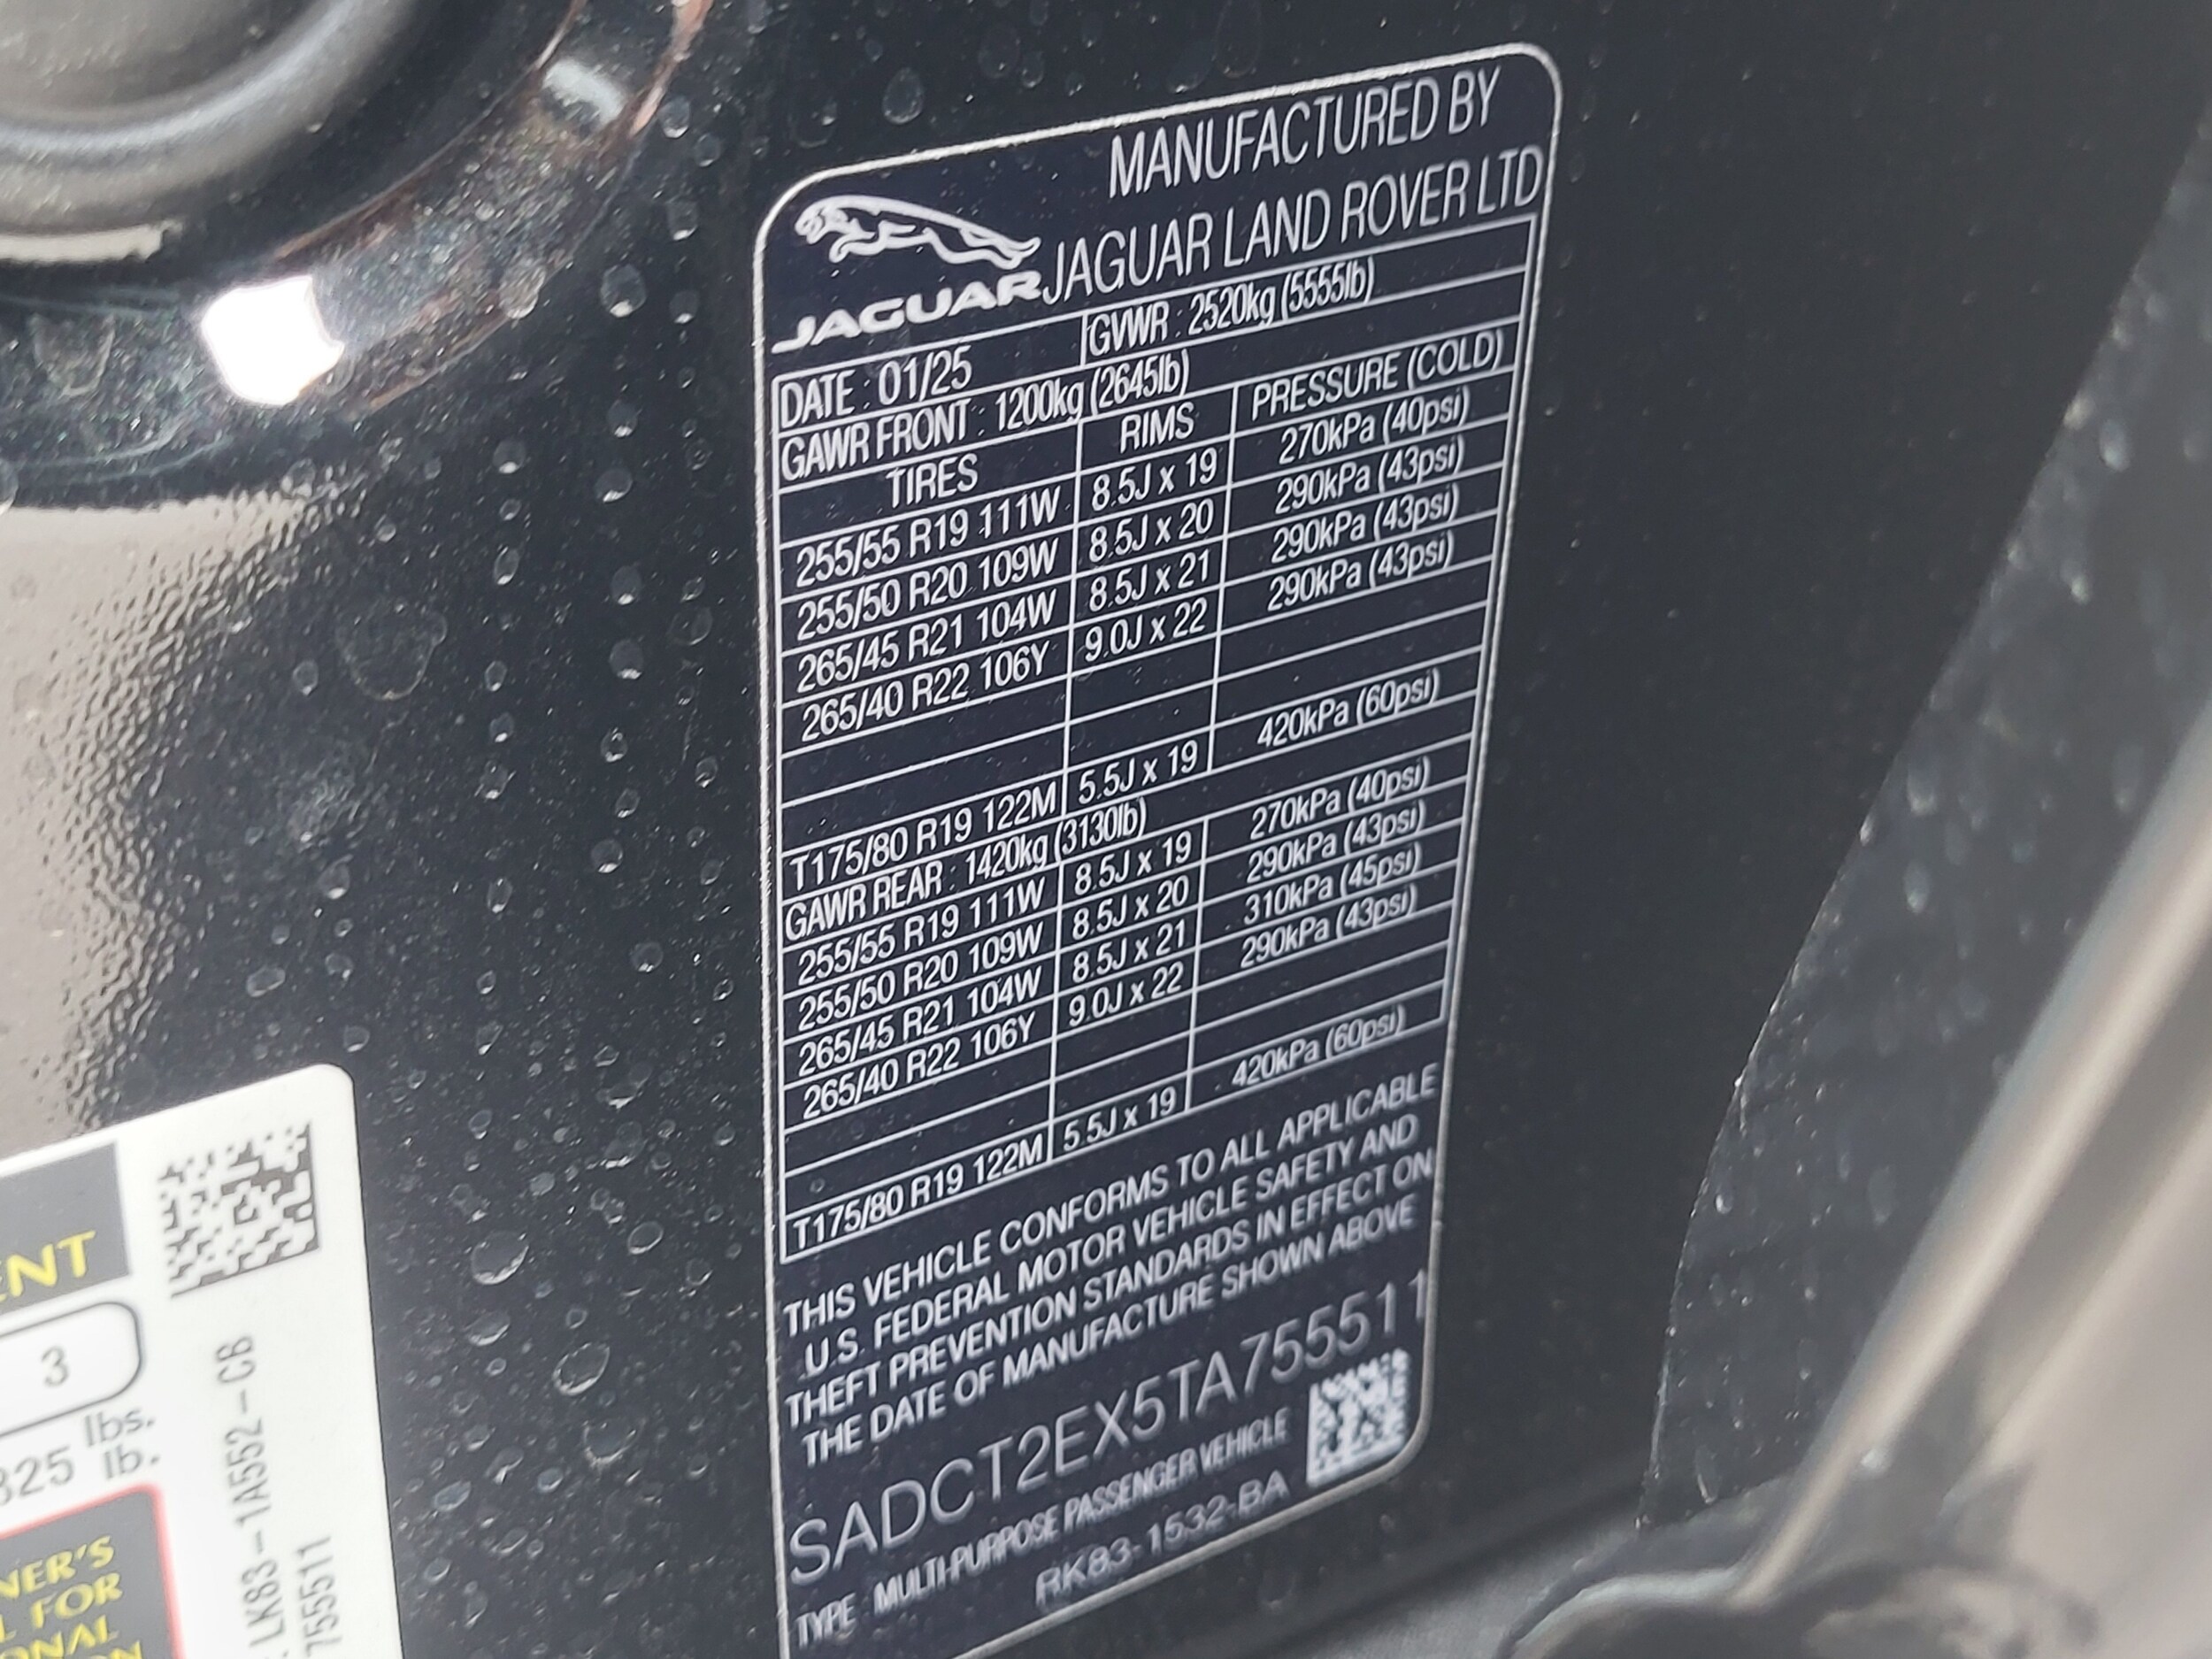 MANUFACTURED BY
JAGUAR JAGUAR LAND ROVER LTD
DATE : 01/25 GVWR : 2520kg (5555lb)
GAWR FRONT : 1200kg (2645lb)
TIRES RIMS PRESSURE (COLD)
255/55 R19 111W 8.5J x 19 270kPa (40psi)
255/50 R20 109W 8.5J x 20 290kPa (43psi)
265/45 R21 104W 8.5J x 21 290kPa (43psi)
265/40 R22 106Y 9.0J x 22 290kPa (43psi)
T175/80 R19 122M 5.5J x 19 420kPa (60psi)
GAWR REAR : 1420kg (3130lb)
255/55 R19 111W 8.5J x 19 270kPa (40psi)
255/50 R20 109W 8.5J x 20 290kPa (43psi)
265/45 R21 104W 8.5J x 21 310kPa (45psi)
265/40 R22 106Y 9.0J x 22 290kPa (43psi)
T175/80 R19 122M 5.5J x 19 420kPa (60psi)
THIS VEHICLE CONFORMS TO ALL APPLICABLE
U.S. FEDERAL MOTOR VEHICLE SAFETY AND
THEFT PREVENTION STANDARDS IN EFFECT ON
THE DATE OF MANUFACTURE SHOWN ABOVE
SADCT2EX5TA755511
TYPE : MULTI-PURPOSE PASSENGER VEHICLE
RK83-1532-BA
ENT
3
lbs.
825 lb.
NER'S
L FOR
ONAL
ON
LK83-1A552-CB
755511